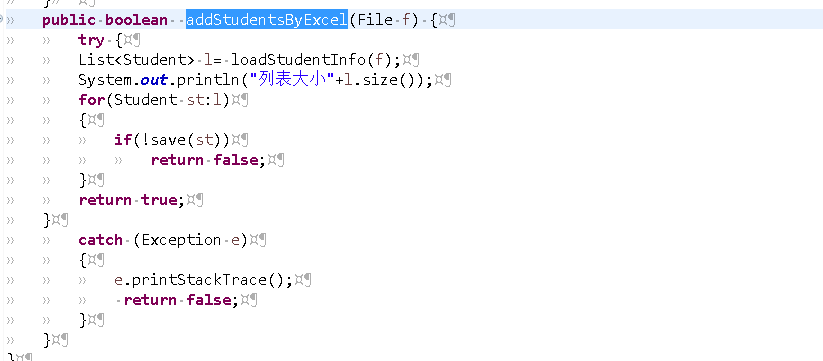 }
public boolean addStudentsByExcel(File f) {
try {
List<Student> l= loadStudentInfo(f);
System.out.println("列表大小"+l.size());
for(Student st:l)
{
if(!save(st))
return false;
}
return true;
}
catch (Exception e)
{
e.printStackTrace();
return false;
}
}
}